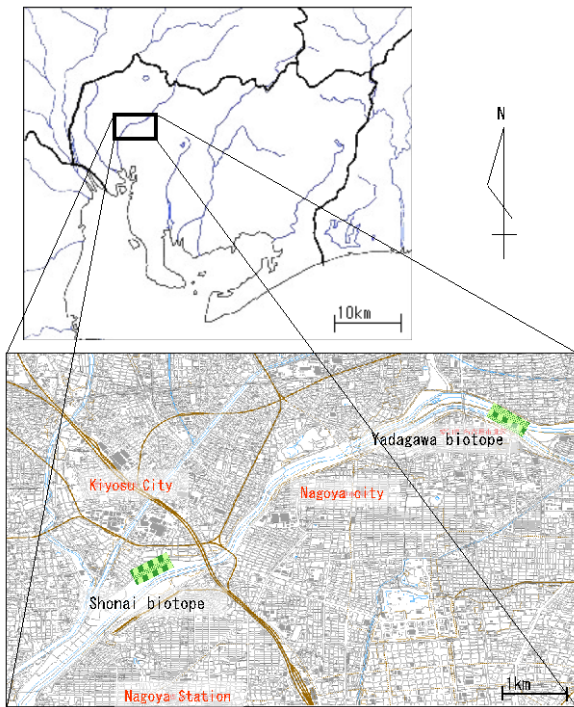 N
10km
Yadagawa biotope
Kiyosu City
Nagoya city
Shonai biotope
Nagoya Station
1km